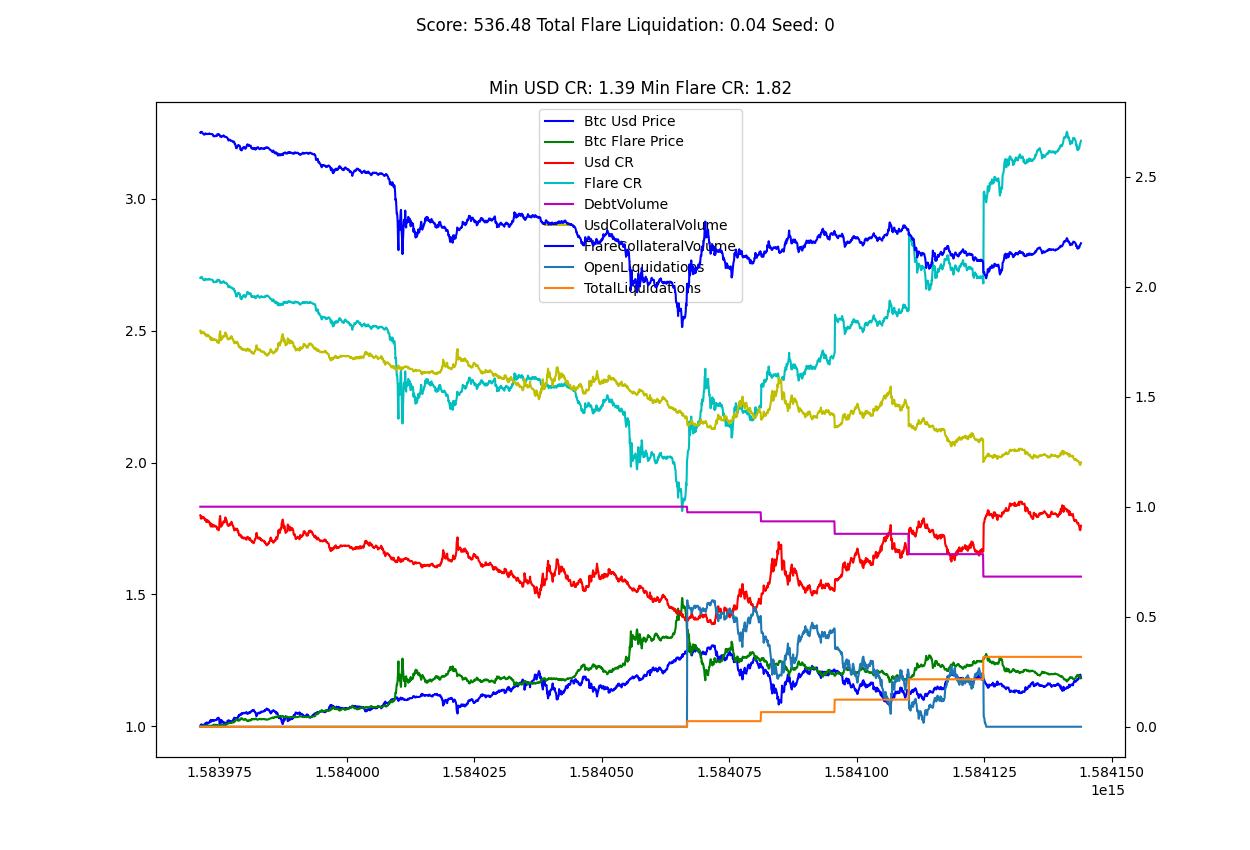 Score: 536.48 Total Flare Liquidation: 0.04 Seed: 0
Min USD CR: 1.39 Min Flare CR: 1.82
Btc Usd Price
Btc Flare Price
Usd CR
Flare CR
DebtVolume
UsdCollateralVolume
FlareCollateralVolume
OpenLiquidations
TotalLiquidations
3.0
2.5
2.0
1.5
1.0
2.5
2.0
1.5
1.0
0.5
0.0
1.583975 1.584000 1.584025 1.584050 1.584075 1.584100 1.584125 1.584150
1e15